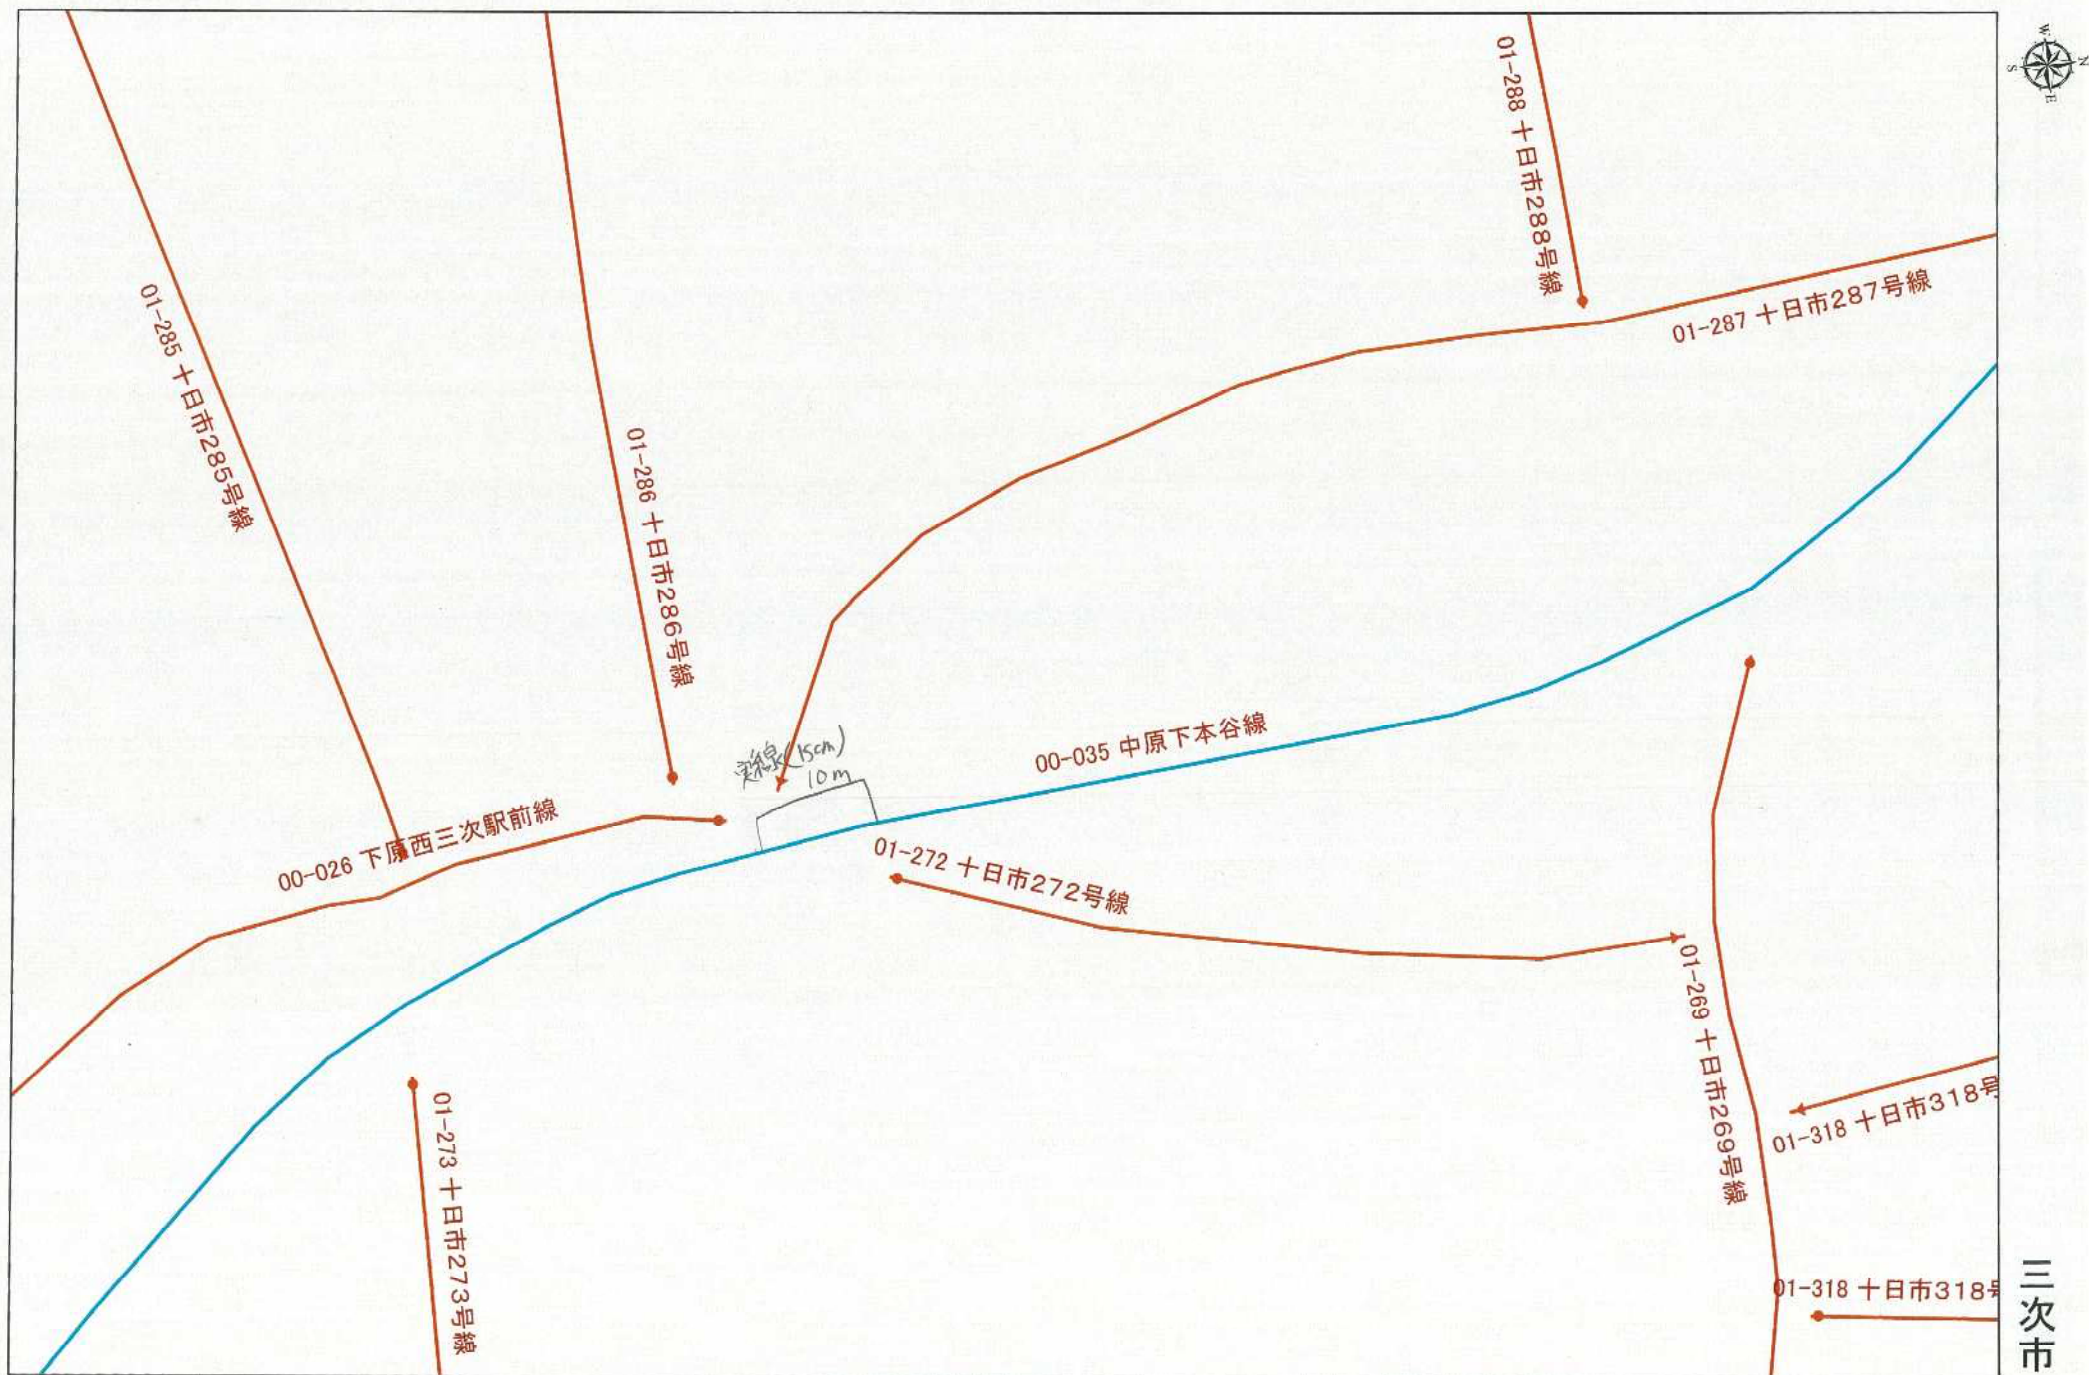 W
N
S
E
01-288 十日市288号線
01-285 十日市285号線
01-287 十日市287号線
01-286 十日市286号線
00-035 中原下本谷線
実線(15cm)
10m
00-026 下原西三次駅前線
01-272 十日市272号線
01-269 十日市269号線
01-273 十日市273号線
01-318 十日市318号
01-318 十日市318号
三次市